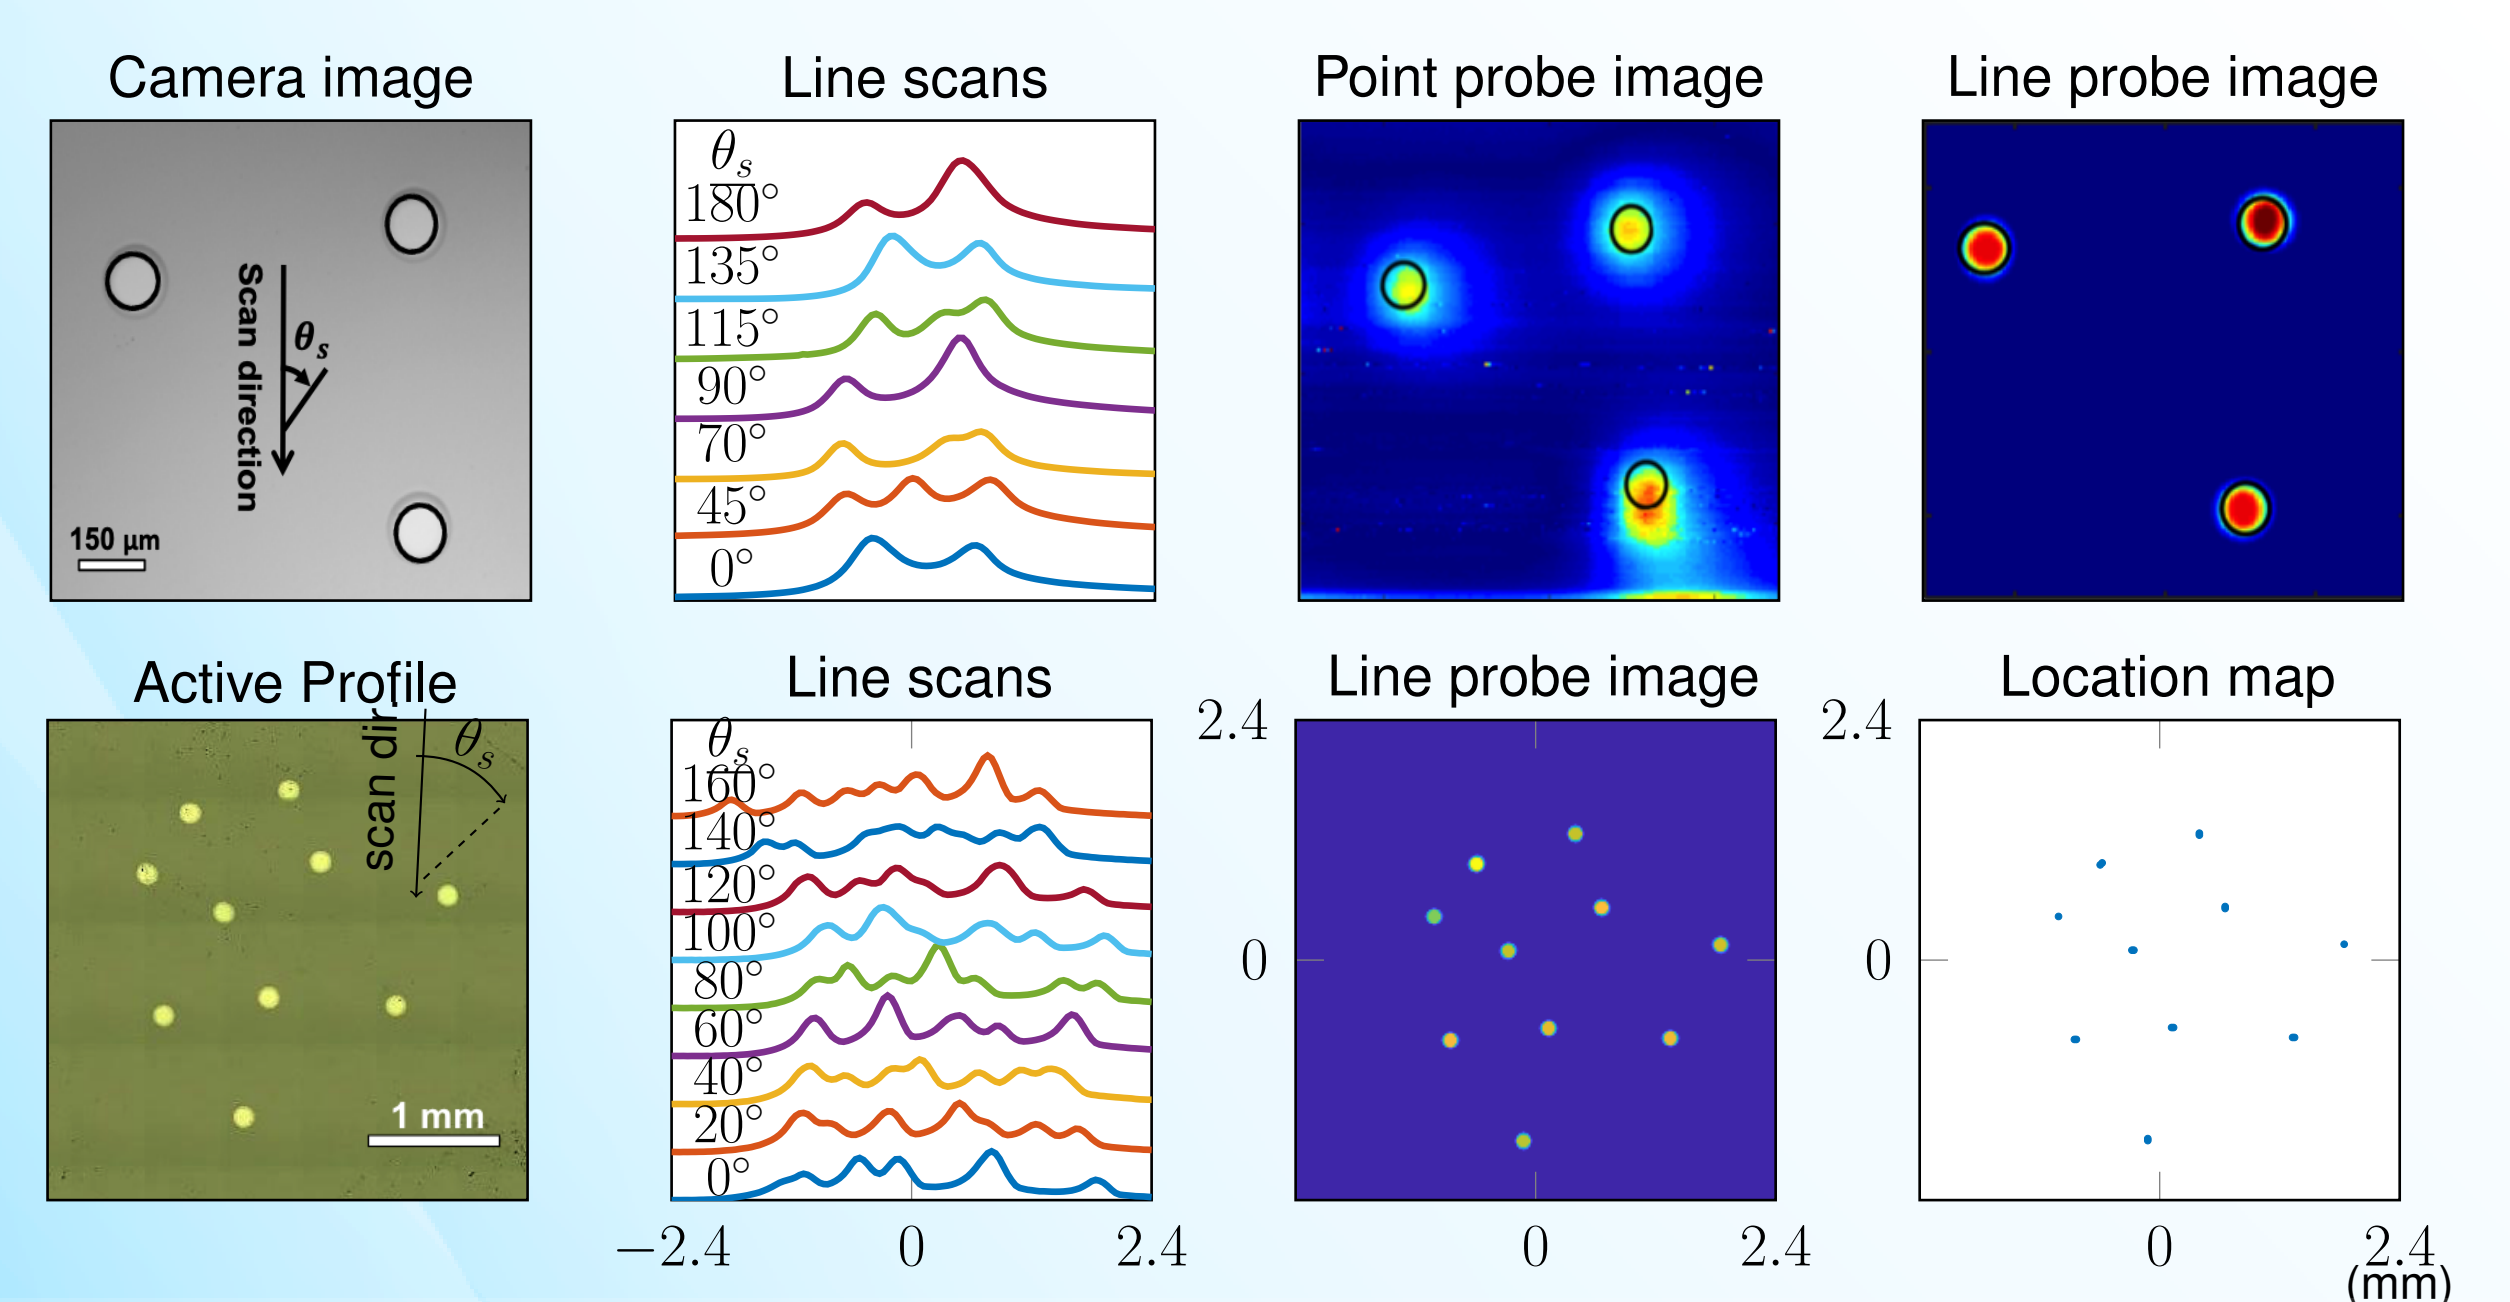 Camera image
Line scans
Point probe image
Line probe image
Scan direction
θs
150 µm
θs
180°
135°
115°
90°
70°
45°
0°
Active Profile
Line scans
Line probe image
Location map
scan dir.
θs
1 mm
θs
160°
140°
120°
100°
80°
60°
40°
20°
0°
−2.4
0
2.4
2.4
0
0
2.4
2.4
0
0
2.4
(mm)